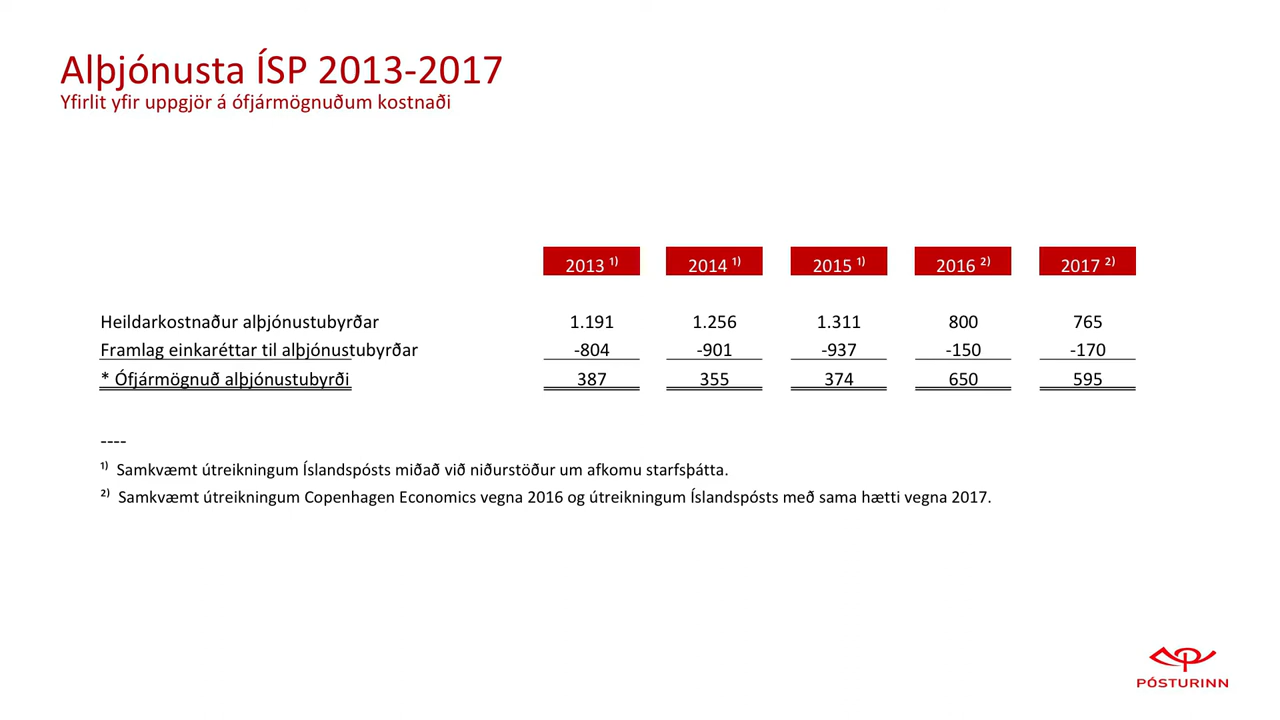 Alþjónusta ÍSP 2013-2017
Yfirlit yfir uppgjör á ófjármögnuðum kostnaði
2013 ¹⁾ 2014 ¹⁾ 2015 ¹⁾ 2016 ²⁾ 2017 ²⁾
Heildarkostnaður alþjónustubyrðar 1.191 1.256 1.311 800 765
Framlag einkaréttar til alþjónustubyrðar -804 -901 -937 -150 -170
* Ófjármögnuð alþjónustubyrði 387 355 374 650 595
----
¹⁾ Samkvæmt útreikningum Íslandspósts miðað við niðurstöður um afkomu starfsþátta.
²⁾ Samkvæmt útreikningum Copenhagen Economics vegna 2016 og útreikningum Íslandspósts með sama hætti vegna 2017.
PÓSTURINN